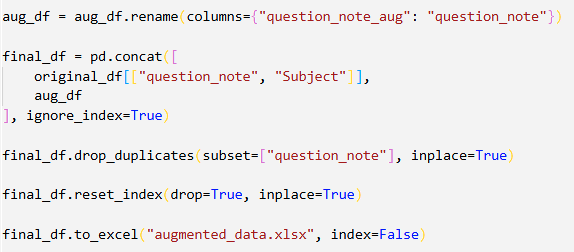 aug_df = aug_df.rename(columns={"question_note_aug": "question_note"})
final_df = pd.concat([
    original_df[["question_note", "Subject"]],
    aug_df
], ignore_index=True)
final_df.drop_duplicates(subset=["question_note"], inplace=True)
final_df.reset_index(drop=True, inplace=True)
final_df.to_excel("augmented_data.xlsx", index=False)